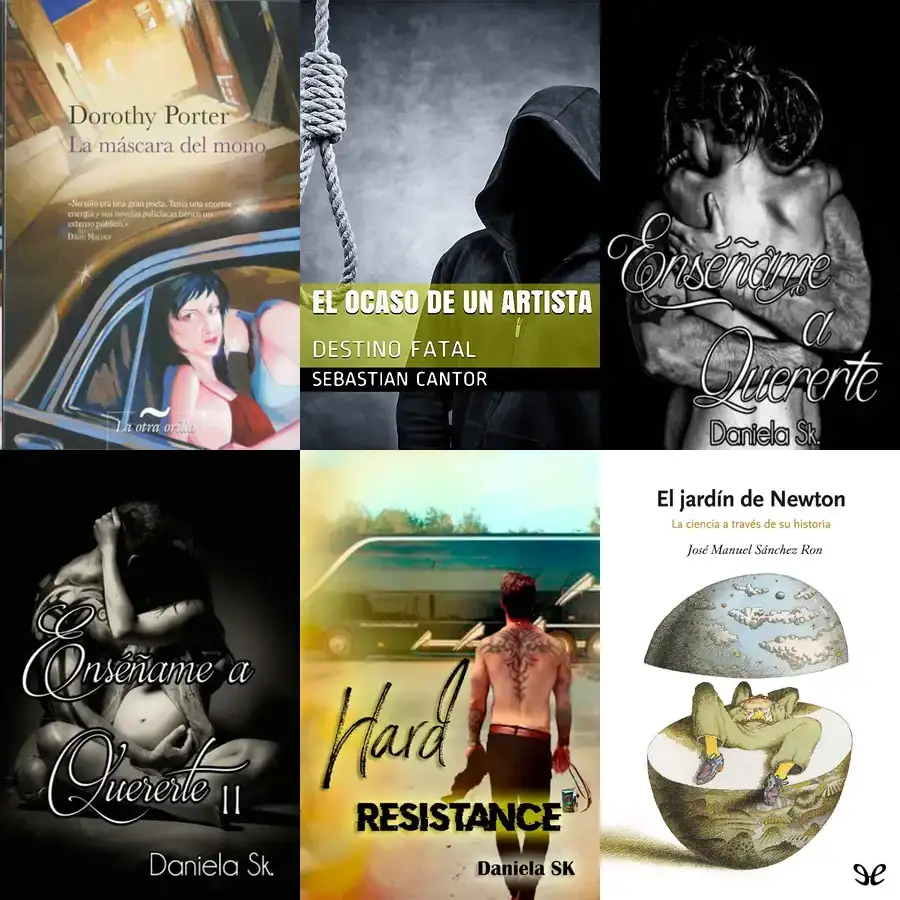 Dorothy Porter
La máscara del mono
«No sólo era una gran poeta. Tenía una enorme
energía y sus novelas policíacas tienen un
extenso público.»
David Malouf
La otra orilla
EL OCASO DE UN ARTISTA
DESTINO FATAL
SEBASTIAN CANTOR
Enséñame
a
Quererte
Daniela Sk.
Enséñame a
Quererte II
Daniela Sk.
Hard
RESISTANCE
Daniela SK
El jardín de Newton
La ciencia a través de su historia
José Manuel Sánchez Ron